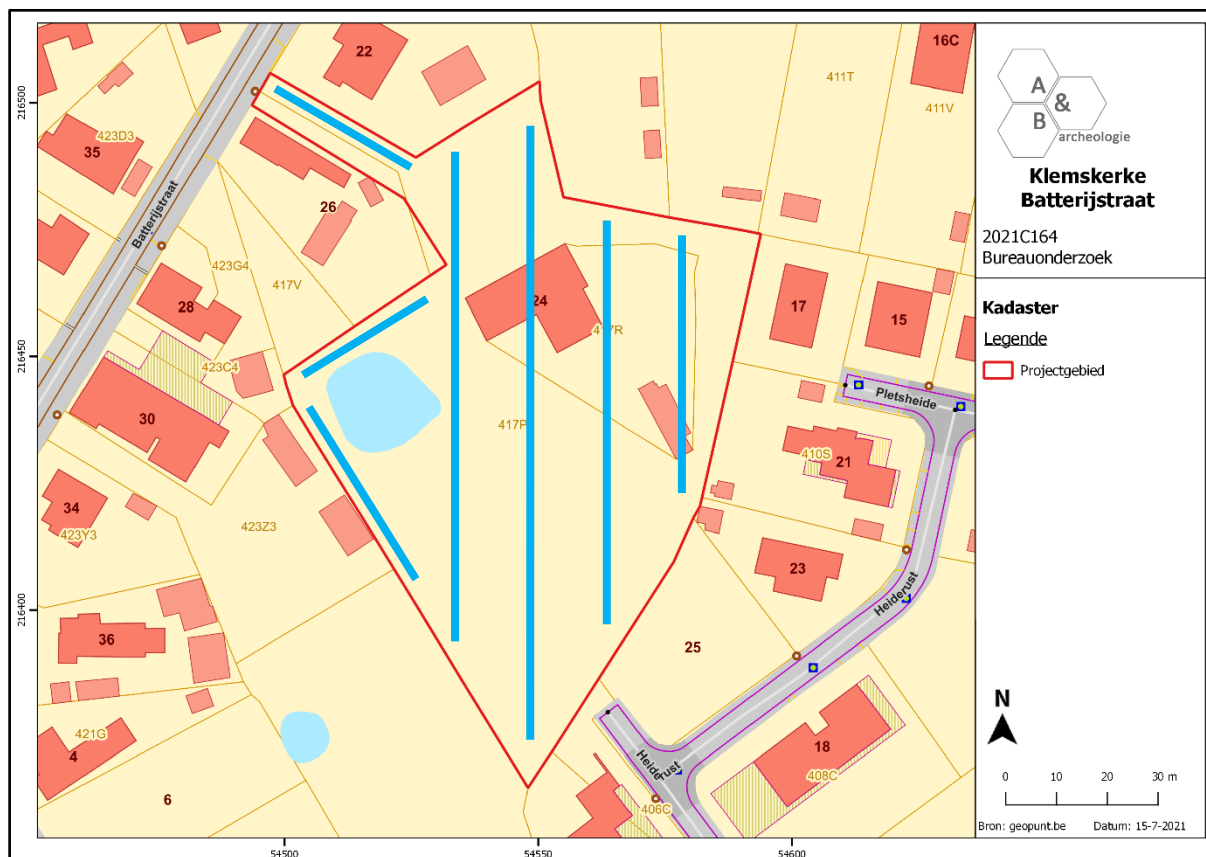 22
16C
411T
411V
216500
423D3
35
26
Batterijstraat
423G4
417V
28
24
417R
17
15
216450
423C4
30
417P
Pletsheide
410S
21
34
423Y3
423Z3
23
Heiderust
216400
36
25
421G
4
6
Heiderust
18
408C
406C
54500
54550
54600
A
&
B
archeologie
Klemskerke
Batterijstraat
2021C164
Bureauonderzoek
Kadaster
Legende
Projectgebied
N
0 10 20 30 m
Bron: geopunt.be Datum: 15-7-2021